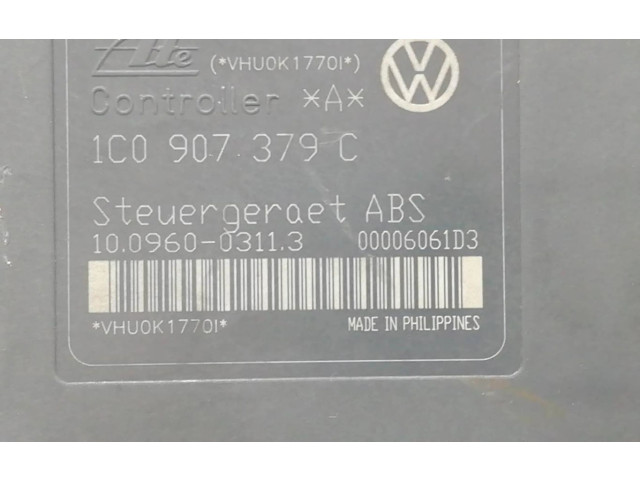 Ate (*VHU0K1770I*)
Controller *A*
1C0 907 379 C
Steuergeraet ABS
10.0960-0311.3 00006061D3
*VHU0K1770I*
MADE IN PHILIPPINES